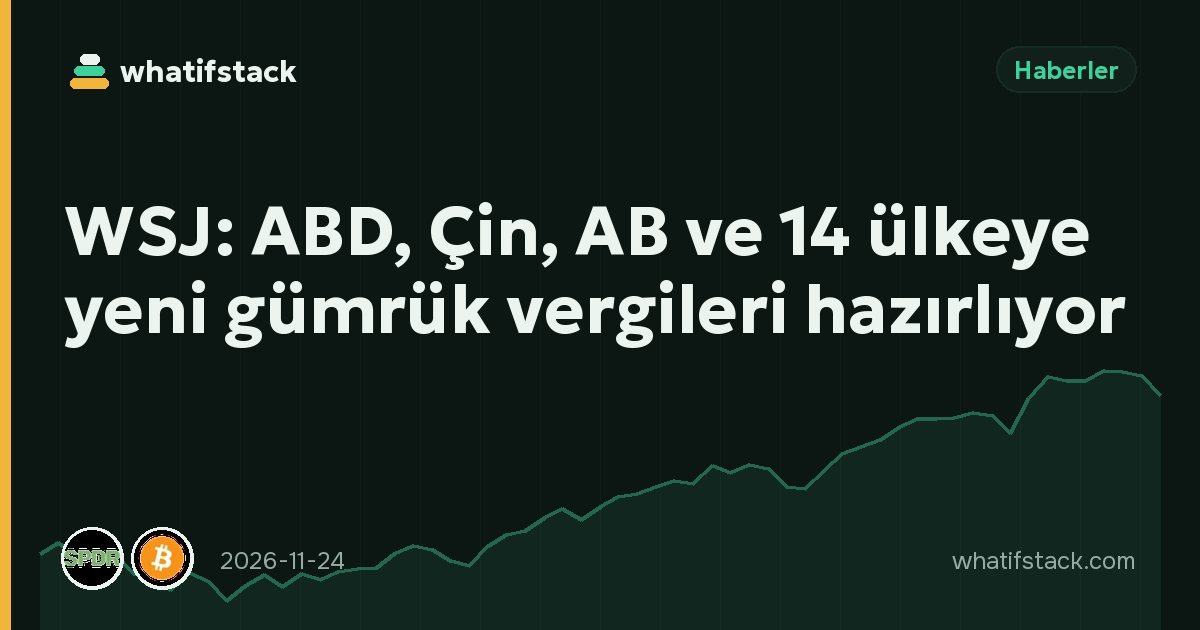 whatifstack
Haberler
WSJ: ABD, Çin, AB ve 14 ülkeye
yeni gümrük vergileri hazırlıyor
SPDR
2026-11-24
whatifstack.com